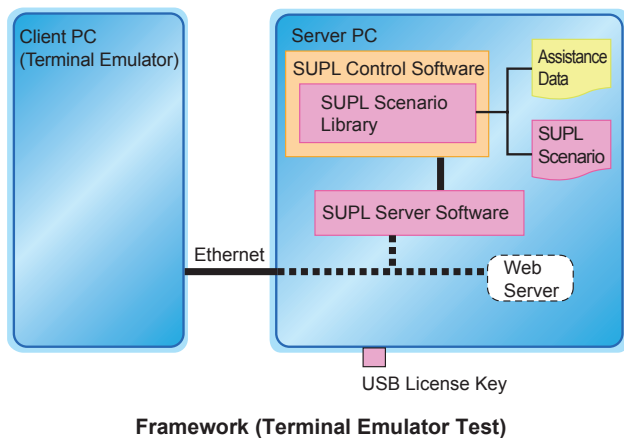 Client PC
(Terminal Emulator)
Server PC
SUPL Control Software
SUPL Scenario
Library
Assistance
Data
SUPL
Scenario
SUPL Server Software
Ethernet
Web
Server
USB License Key
Framework (Terminal Emulator Test)